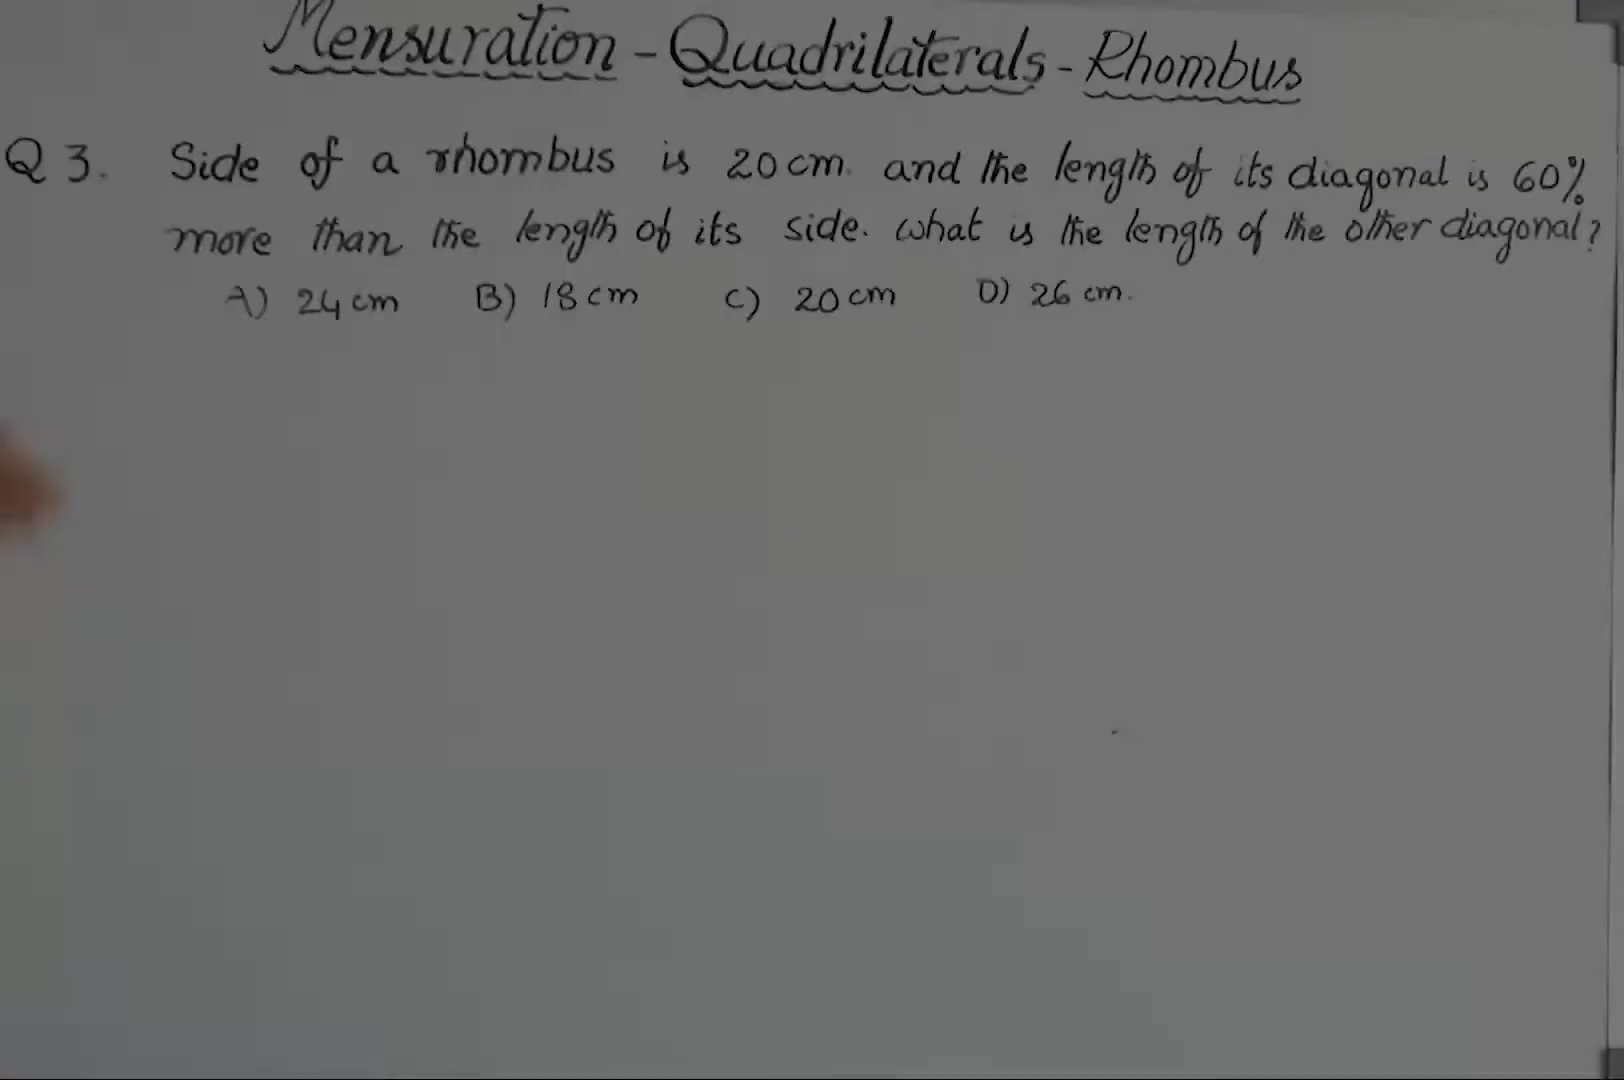 Mensuration - Quadrilaterals - Rhombus
Q 3. Side of a rhombus is 20 cm. and the length of its diagonal is 60%
more than the length of its side. what is the length of the other diagonal?
A) 24 cm B) 18 cm C) 20 cm D) 26 cm.